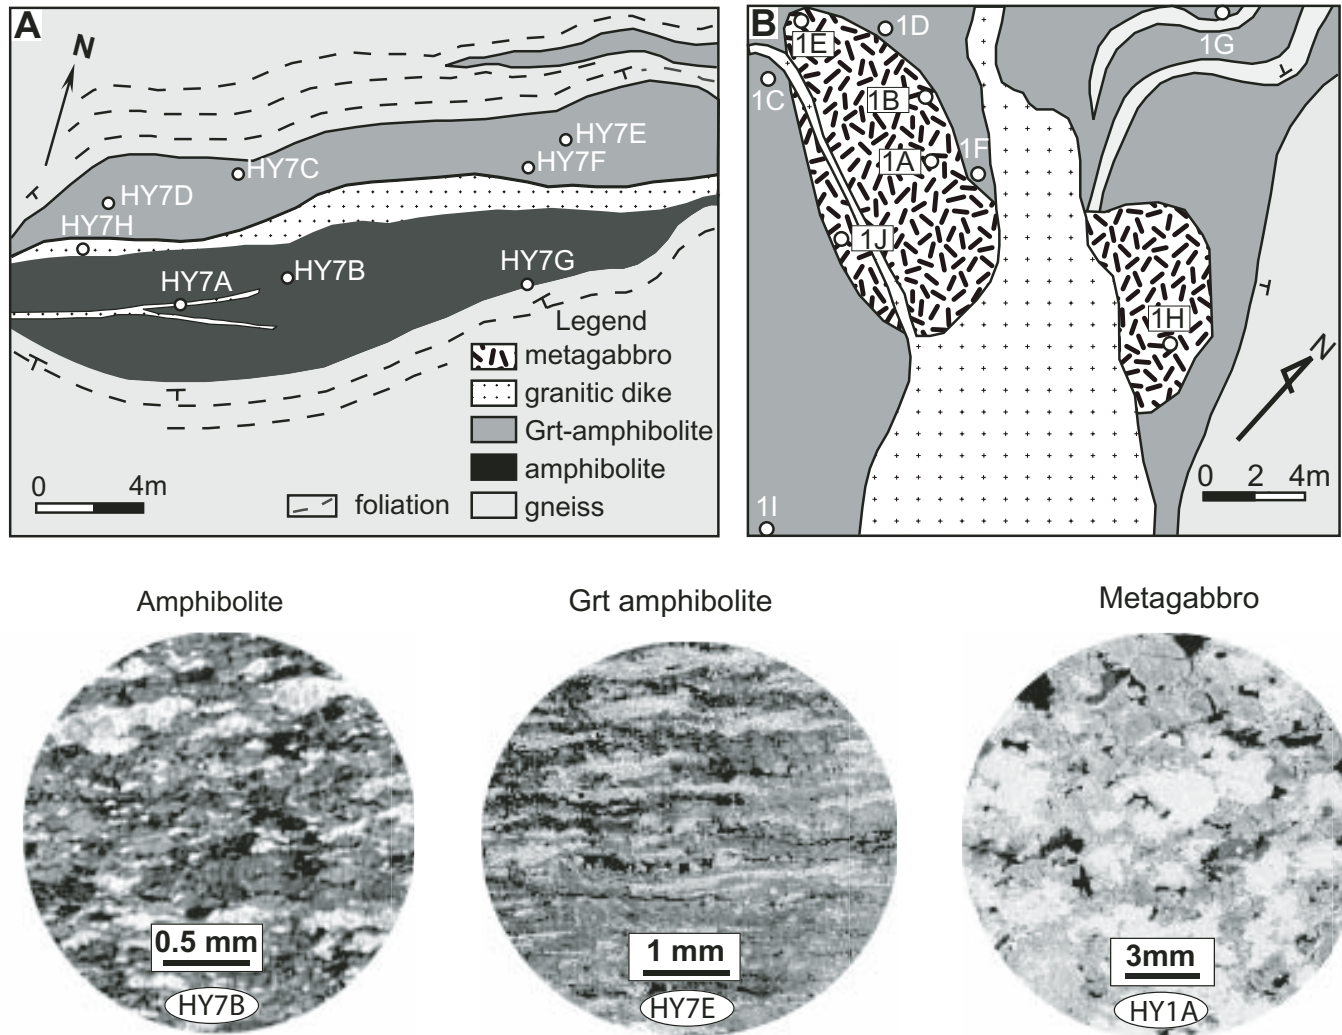 A
N
HY7E
HY7C
HY7F
HY7D
HY7H
HY7A
HY7B
HY7G
Legend
metagabbro
granitic dike
Grt-amphibolite
amphibolite
gneiss
foliation
0 4m
B
1E
1D
1G
1C
1B
1A
1F
1J
1H
N
0 2 4m
1I
Amphibolite
Grt amphibolite
Metagabbro
0.5 mm
HY7B
1 mm
HY7E
3mm
HY1A